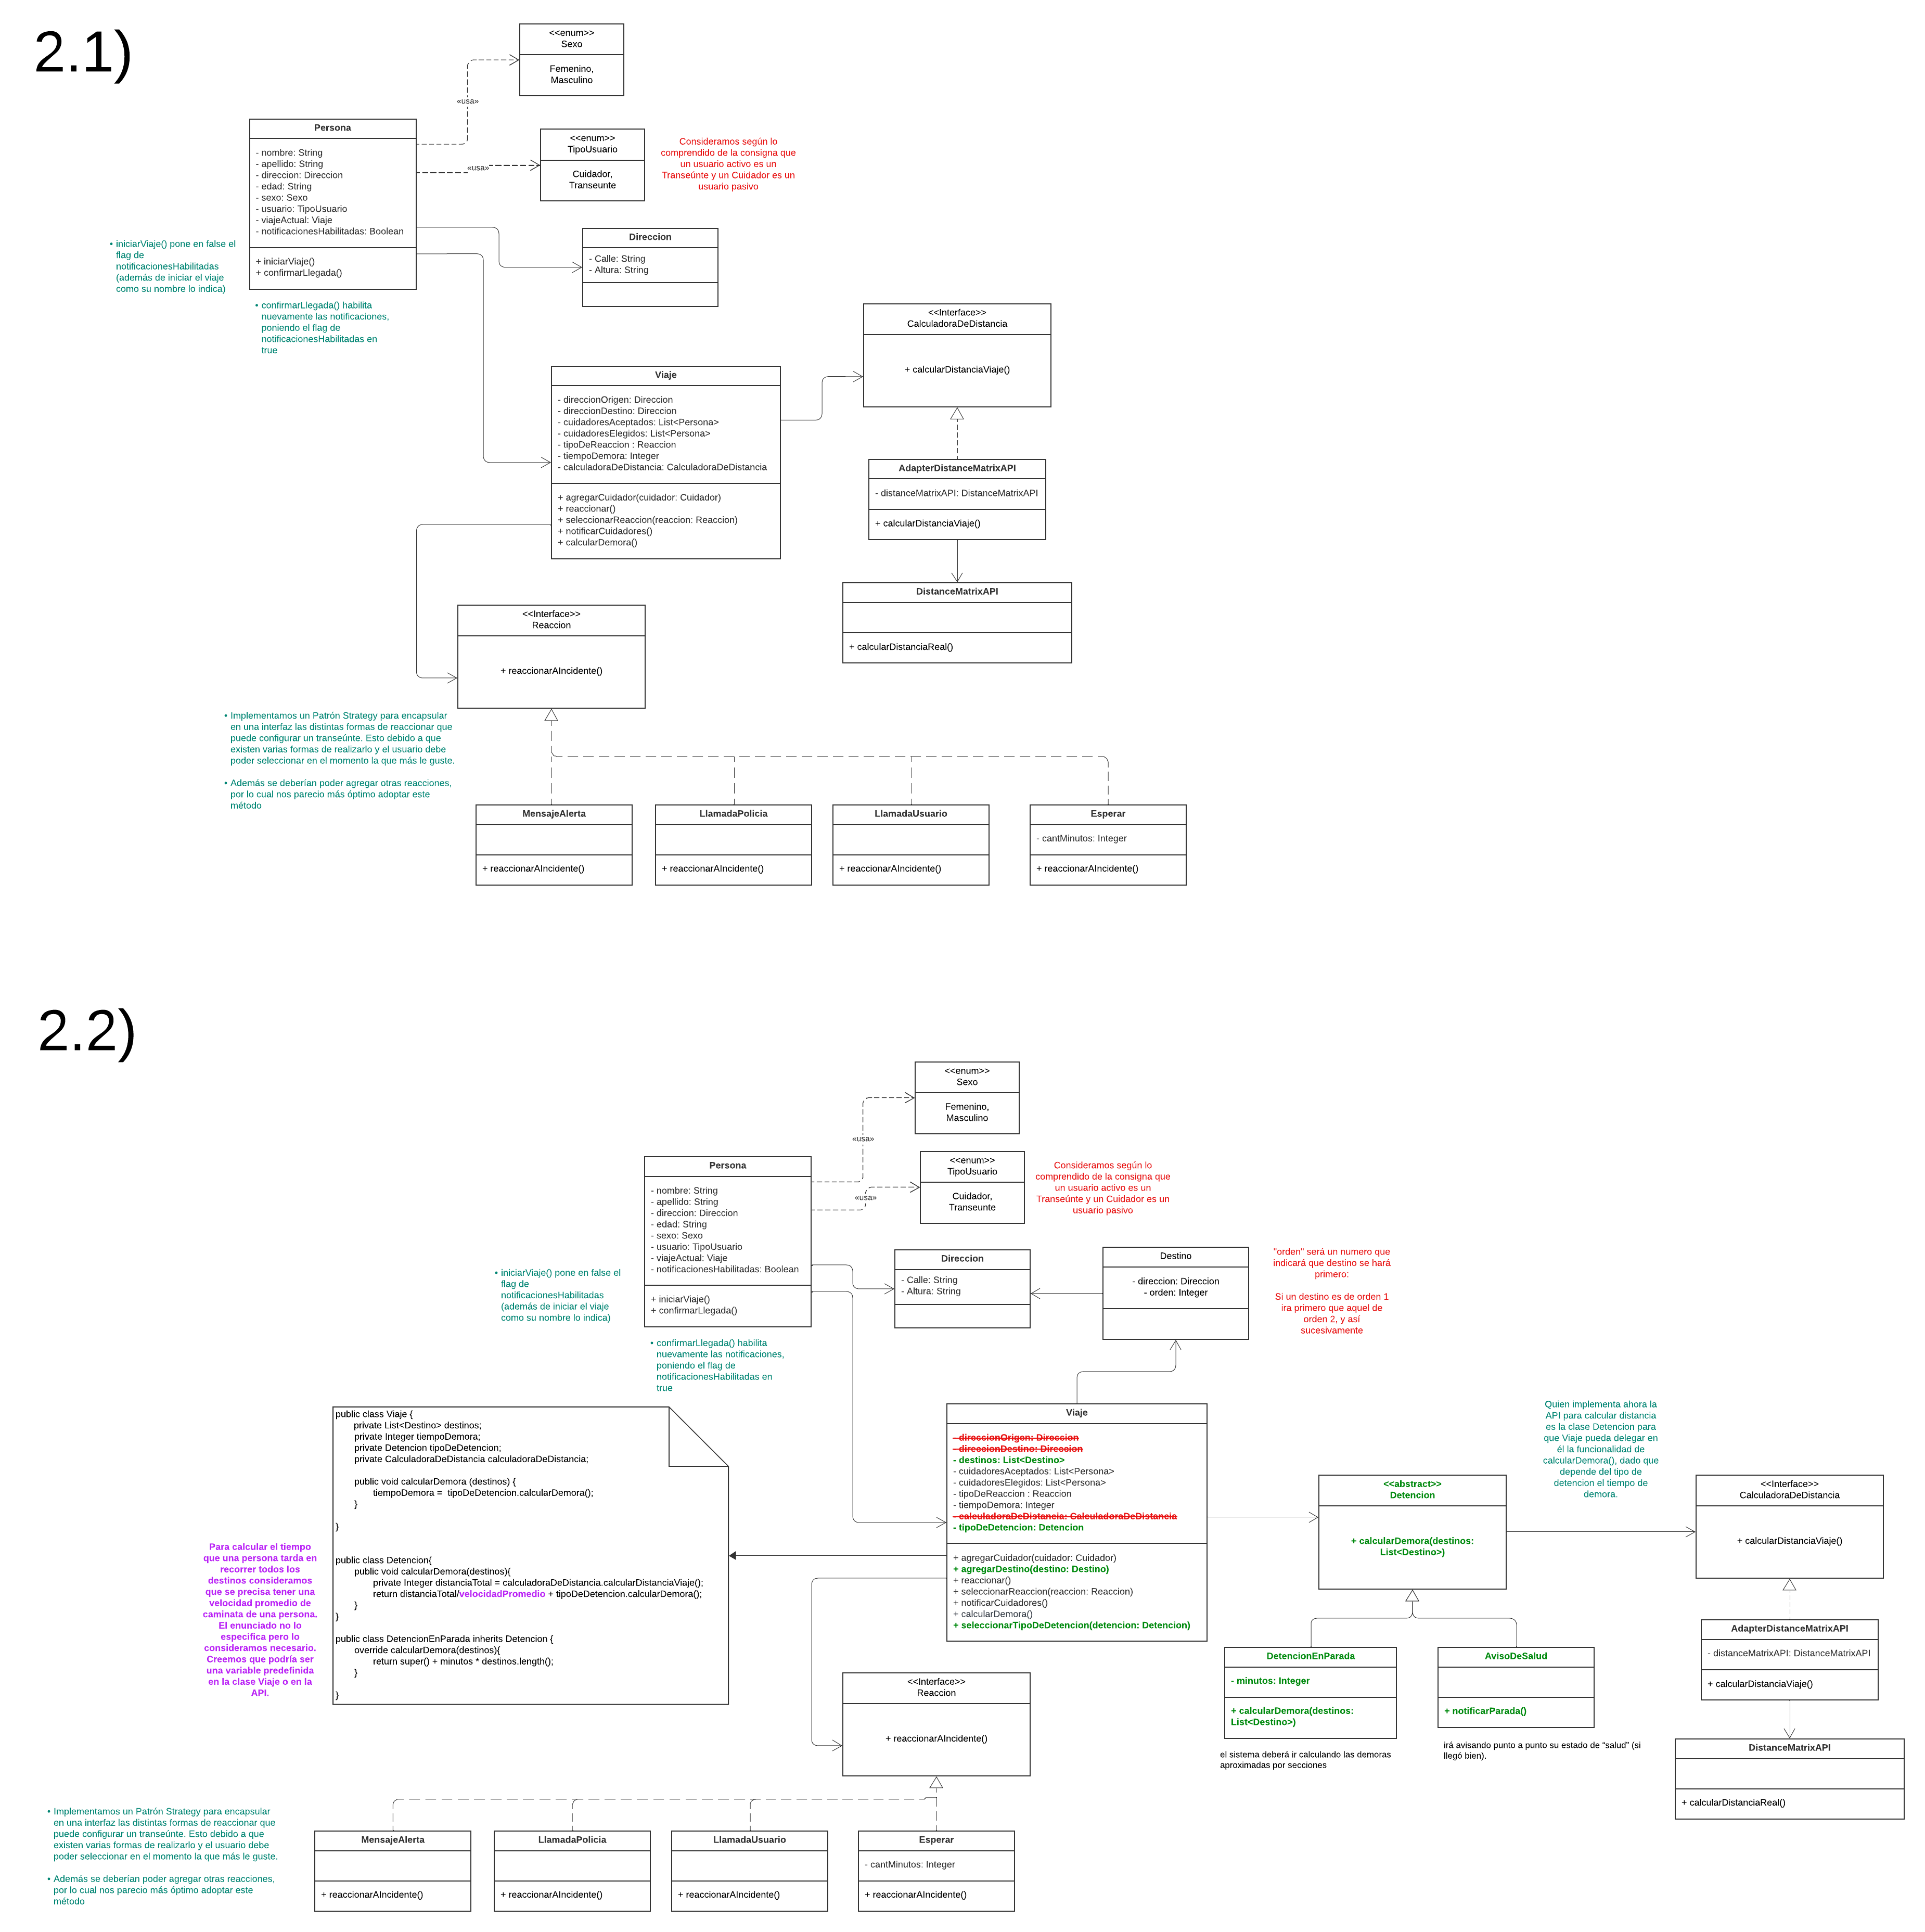 2.1)
<<enum>>
Sexo
Femenino,
Masculino
«usa»
Persona
- nombre: String
- apellido: String
- direccion: Direccion
- edad: String
- sexo: Sexo
- usuario: TipoUsuario
- viajeActual: Viaje
- notificacionesHabilitadas: Boolean
+ iniciarViaje()
+ confirmarLlegada()
«usa»
<<enum>>
TipoUsuario
Cuidador,
Transeunte
Consideramos según lo
comprendido de la consigna que
un usuario activo es un
Transeúnte y un Cuidador es un
usuario pasivo
• iniciarViaje() pone en false el
flag de
notificacionesHabilitadas
(además de iniciar el viaje
como su nombre lo indica)
• confirmarLlegada() habilita
nuevamente las notificaciones,
poniendo el flag de
notificacionesHabilitadas en
true
Direccion
- Calle: String
- Altura: String
<<Interface>>
CalculadoraDeDistancia
+ calcularDistanciaViaje()
Viaje
- direccionOrigen: Direccion
- direccionDestino: Direccion
- cuidadoresAceptados: List<Persona>
- cuidadoresElegidos: List<Persona>
- tipoDeReaccion : Reaccion
- tiempoDemora: Integer
- calculadoraDeDistancia: CalculadoraDeDistancia
+ agregarCuidador(cuidador: Cuidador)
+ reaccionar()
+ seleccionarReaccion(reaccion: Reaccion)
+ notificarCuidadores()
+ calcularDemora()
AdapterDistanceMatrixAPI
- distanceMatrixAPI: DistanceMatrixAPI
+ calcularDistanciaViaje()
DistanceMatrixAPI
+ calcularDistanciaReal()
<<Interface>>
Reaccion
+ reaccionarAIncidente()
• Implementamos un Patrón Strategy para encapsular
en una interfaz las distintas formas de reaccionar que
puede configurar un transeúnte. Esto debido a que
existen varias formas de realizarlo y el usuario debe
poder seleccionar en el momento la que más le guste.
• Además se deberían poder agregar otras reacciones,
por lo cual nos parecio más óptimo adoptar este
método
MensajeAlerta
+ reaccionarAIncidente()
LlamadaPolicia
+ reaccionarAIncidente()
LlamadaUsuario
+ reaccionarAIncidente()
Esperar
- cantMinutos: Integer
+ reaccionarAIncidente()
2.2)
<<enum>>
Sexo
Femenino,
Masculino
«usa»
Persona
- nombre: String
- apellido: String
- direccion: Direccion
- edad: String
- sexo: Sexo
- usuario: TipoUsuario
- viajeActual: Viaje
- notificacionesHabilitadas: Boolean
+ iniciarViaje()
+ confirmarLlegada()
«usa»
<<enum>>
TipoUsuario
Cuidador,
Transeunte
Consideramos según lo
comprendido de la consigna que
un usuario activo es un
Transeúnte y un Cuidador es un
usuario pasivo
• iniciarViaje() pone en false el
flag de
notificacionesHabilitadas
(además de iniciar el viaje
como su nombre lo indica)
• confirmarLlegada() habilita
nuevamente las notificaciones,
poniendo el flag de
notificacionesHabilitadas en
true
Direccion
- Calle: String
- Altura: String
Destino
- direccion: Direccion
- orden: Integer
"orden" será un numero que
indicará que destino se hará
primero:
Si un destino es de orden 1
ira primero que aquel de
orden 2, y así
sucesivamente
public class Viaje {
private List<Destino> destinos;
private Integer tiempoDemora;
private Detencion tipoDeDetencion;
private CalculadoraDeDistancia calculadoraDeDistancia;
public void calcularDemora (destinos) {
tiempoDemora = tipoDeDetencion.calcularDemora();
}
}
public class Detencion{
public void calcularDemora(destinos){
private Integer distanciaTotal = calculadoraDeDistancia.calcularDistanciaViaje();
return distanciaTotal/velocidadPromedio + tipoDeDetencion.calcularDemora();
}
}
public class DetencionEnParada inherits Detencion {
override calcularDemora(destinos){
return super() + minutos * destinos.length();
}
}
Para calcular el tiempo
que una persona tarda en
recorrer todos los
destinos consideramos
que se precisa tener una
velocidad promedio de
caminata de una persona.
El enunciado no lo
especifica pero lo
consideramos necesario.
Creemos que podría ser
una variable predefinida
en la clase Viaje o en la
API.
Viaje
- direccionOrigen: Direccion
- direccionDestino: Direccion
- destinos: List<Destino>
- cuidadoresAceptados: List<Persona>
- cuidadoresElegidos: List<Persona>
- tipoDeReaccion : Reaccion
- tiempoDemora: Integer
- calculadoraDeDistancia: CalculadoraDeDistancia
- tipoDeDetencion: Detencion
+ agregarCuidador(cuidador: Cuidador)
+ agregarDestino(destino: Destino)
+ reaccionar()
+ seleccionarReaccion(reaccion: Reaccion)
+ notificarCuidadores()
+ calcularDemora()
+ seleccionarTipoDeDetencion(detencion: Detencion)
<<abstract>>
Detencion
+ calcularDemora(destinos:
List<Destino>)
Quien implementa ahora la
API para calcular distancia
es la clase Detencion para
que Viaje pueda delegar en
él la funcionalidad de
calcularDemora(), dado que
depende del tipo de
detencion el tiempo de
demora.
<<Interface>>
CalculadoraDeDistancia
+ calcularDistanciaViaje()
DetencionEnParada
- minutos: Integer
+ calcularDemora(destinos:
List<Destino>)
el sistema deberá ir calculando las demoras
aproximadas por secciones
AvisoDeSalud
+ notificarParada()
irá avisando punto a punto su estado de "salud" (si
llegó bien).
AdapterDistanceMatrixAPI
- distanceMatrixAPI: DistanceMatrixAPI
+ calcularDistanciaViaje()
DistanceMatrixAPI
+ calcularDistanciaReal()
<<Interface>>
Reaccion
+ reaccionarAIncidente()
• Implementamos un Patrón Strategy para encapsular
en una interfaz las distintas formas de reaccionar que
puede configurar un transeúnte. Esto debido a que
existen varias formas de realizarlo y el usuario debe
poder seleccionar en el momento la que más le guste.
• Además se deberían poder agregar otras reacciones,
por lo cual nos parecio más óptimo adoptar este
método
MensajeAlerta
+ reaccionarAIncidente()
LlamadaPolicia
+ reaccionarAIncidente()
LlamadaUsuario
+ reaccionarAIncidente()
Esperar
- cantMinutos: Integer
+ reaccionarAIncidente()